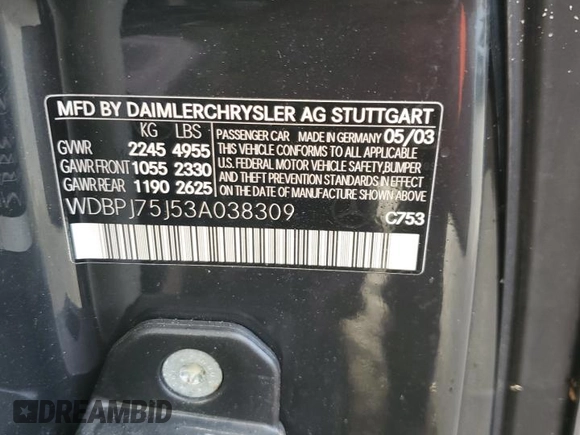 MFD BY DAIMLERCHRYSLER AG STUTTGART
KG LBS
PASSENGER CAR MADE IN GERMANY 05/03
GVWR 2245 4955
THIS VEHICLE CONFORMS TO ALL APPLICABLE
GAWR FRONT 1055 2330
U.S. FEDERAL MOTOR VEHICLE SAFETY, BUMPER
AND THEFT PREVENTION STANDARDS IN EFFECT
GAWR REAR 1190 2625
ON THE DATE OF MANUFACTURE SHOWN ABOVE
WDBPJ75J53A038309
C753
DREAMBID